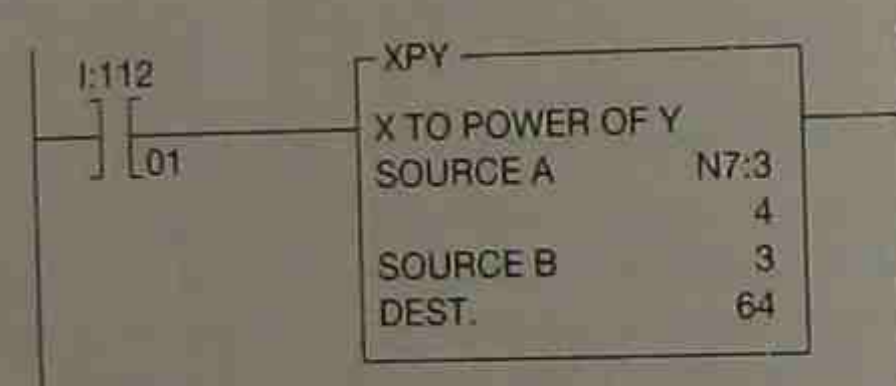 XPY
I:112
01
X TO POWER OF Y
SOURCE A N7:3
4
SOURCE B 3
DEST. 64